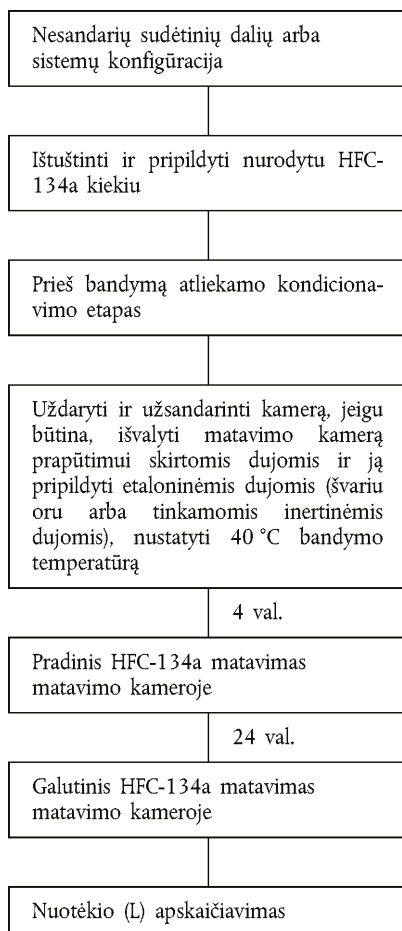 Nesandarių sudėtinių dalių arba
sistemų konfigūracija
Ištuštinti ir pripildyti nurodytu HFC-
134a kiekiu
Prieš bandymą atliekamo kondiciona-
vimo etapas
Uždaryti ir užsandarinti kamerą, jeigu
būtina, išvalyti matavimo kamerą
prapūtimui skirtomis dujomis ir ją
pripildyti etaloninėmis dujomis (švariu
oru arba tinkamomis inertinėmis
dujomis), nustatyti 40 °C bandymo
temperatūrą
4 val.
Pradinis HFC-134a matavimas
matavimo kameroje
24 val.
Galutinis HFC-134a matavimas
matavimo kameroje
Nuotėkio (L) apskaičiavimas